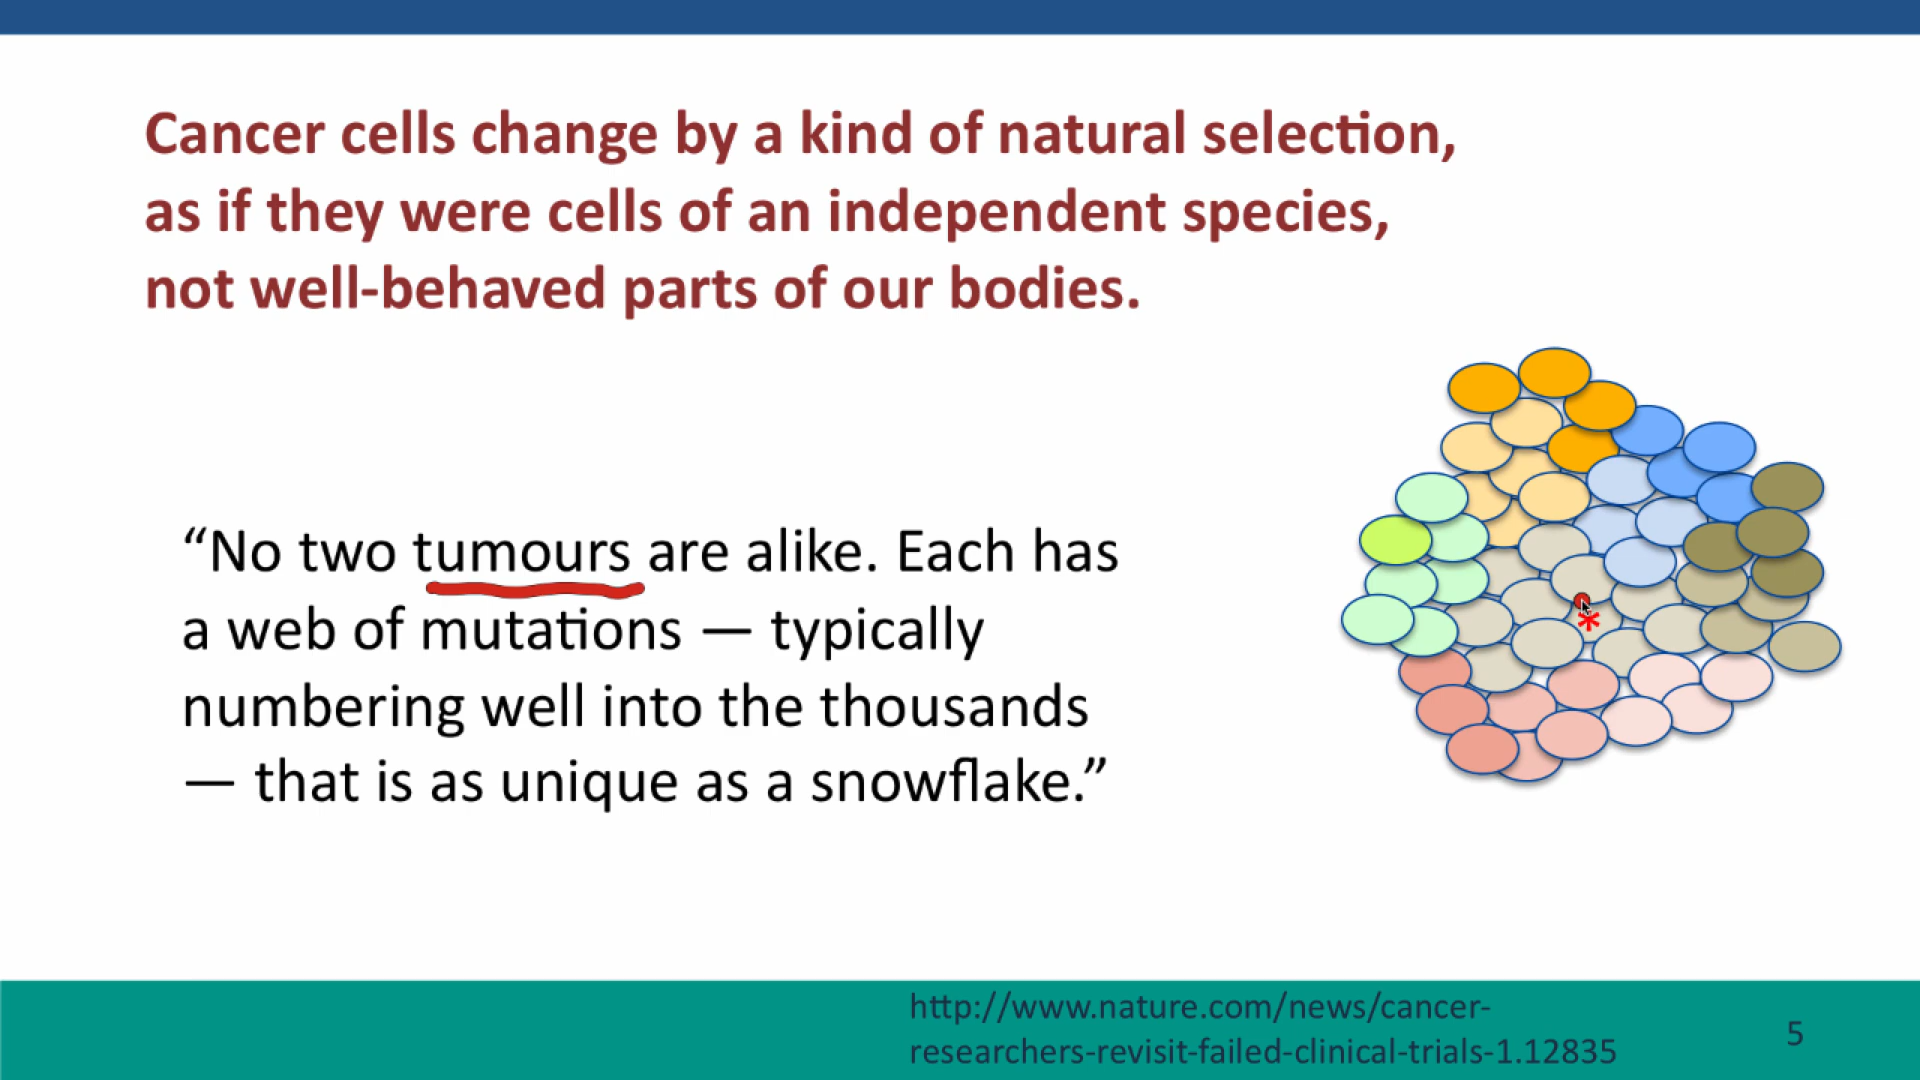 Cancer cells change by a kind of natural selection,
as if they were cells of an independent species,
not well-behaved parts of our bodies.
“No two tumours are alike. Each has
a web of mutations — typically
numbering well into the thousands
— that is as unique as a snowflake.”
*
http://www.nature.com/news/cancer-
researchers-revisit-failed-clinical-trials-1.12835
5